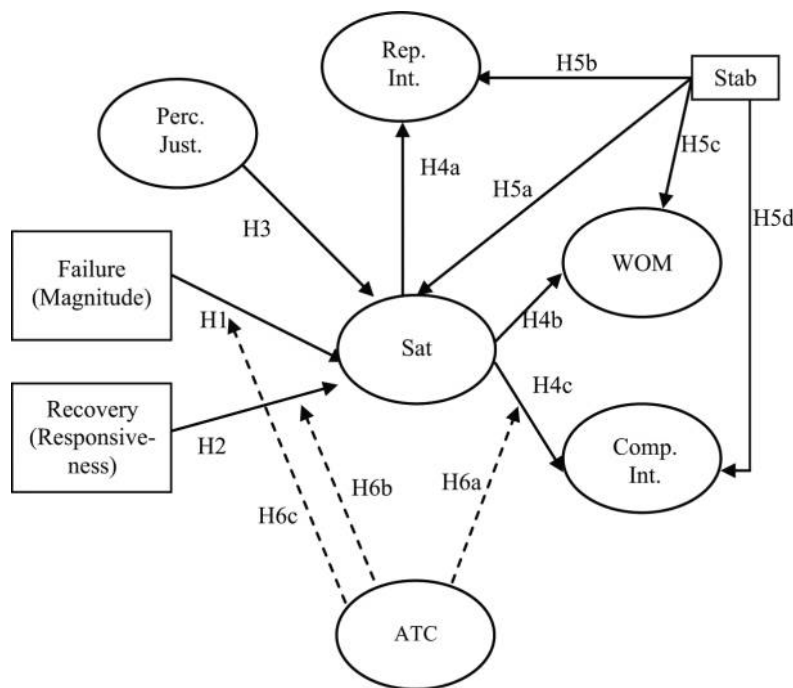 Rep.
Int.
H5b
Stab
Perc.
Just.
H4a
H5a
H5c
H3
H5d
Failure
(Magnitude)
WOM
H1
H4b
Sat
Recovery
(Responsive-
ness)
H4c
H2
Comp.
Int.
H6b
H6a
H6c
ATC